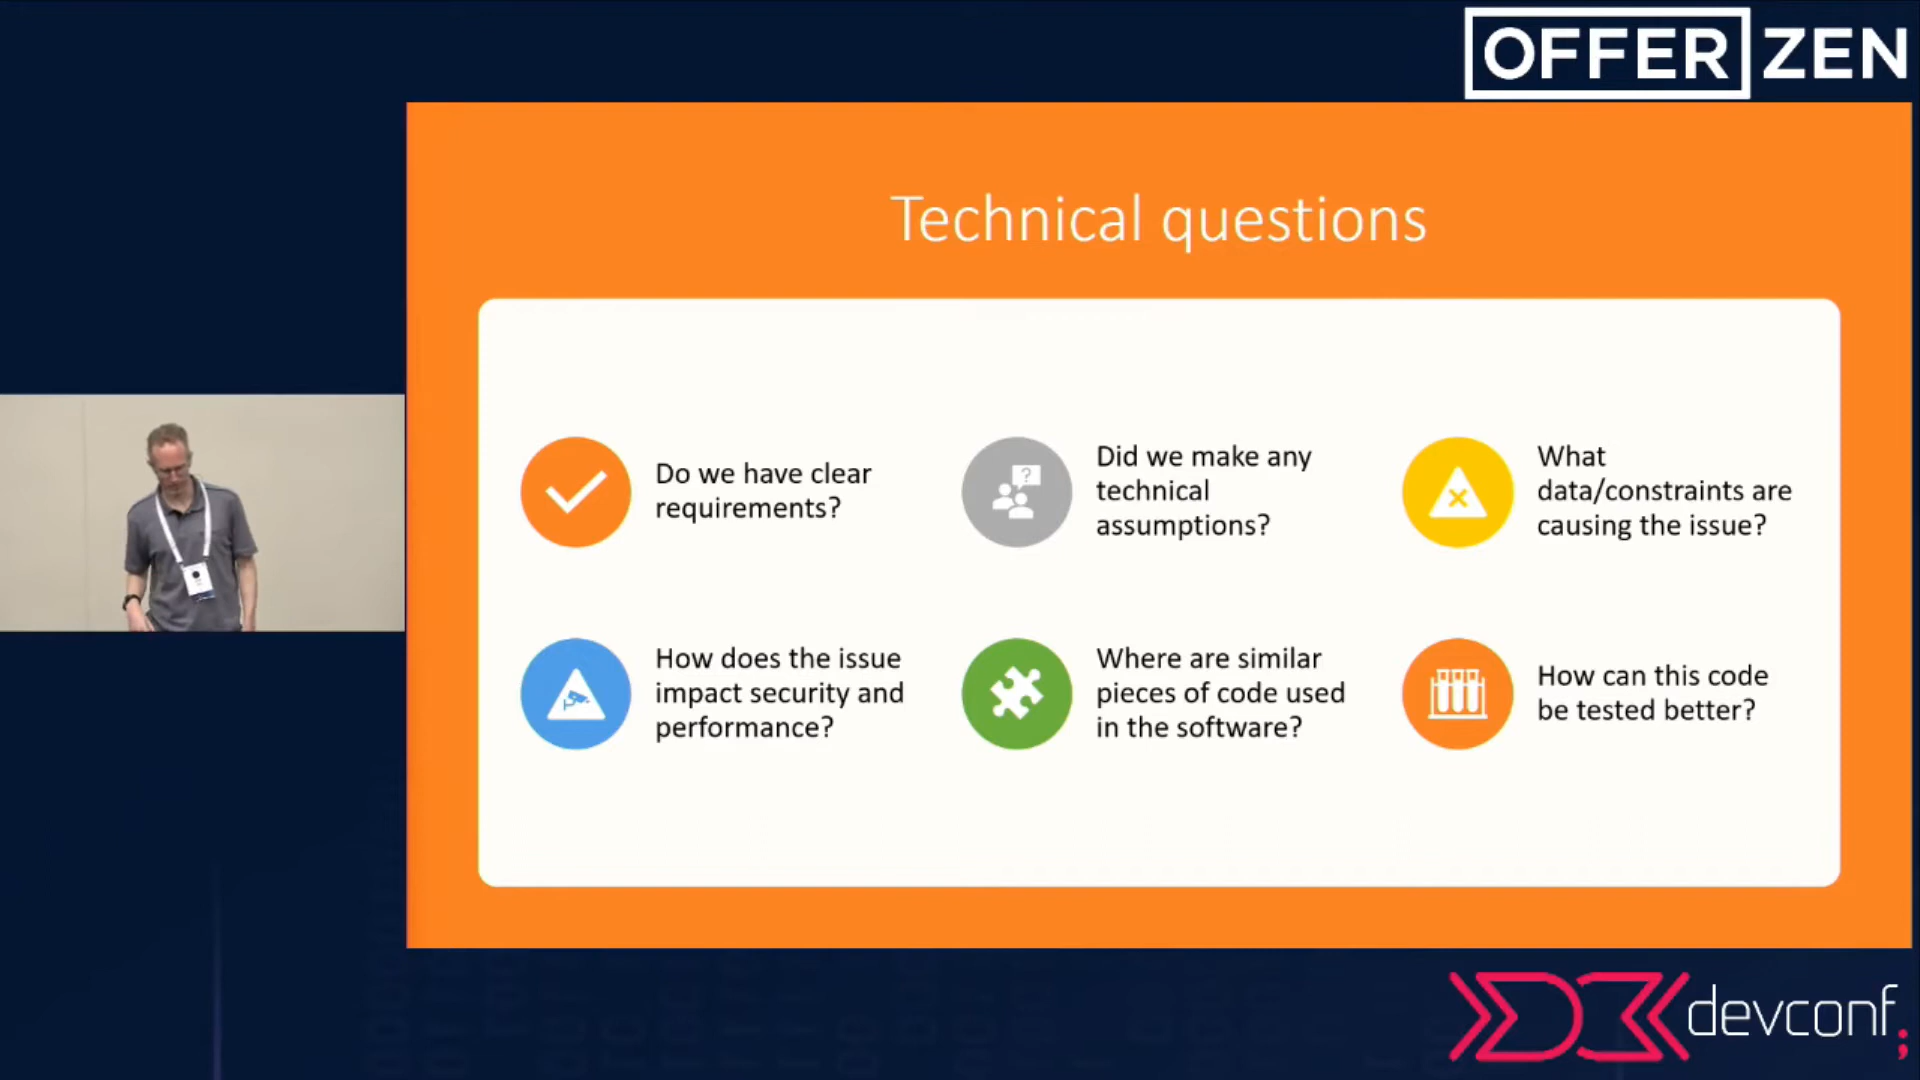 OFFER ZEN
Technical questions
Do we have clear
requirements?
Did we make any
technical
assumptions?
What
data/constraints are
causing the issue?
How does the issue
impact security and
performance?
Where are similar
pieces of code used
in the software?
How can this code
be tested better?
devconf;